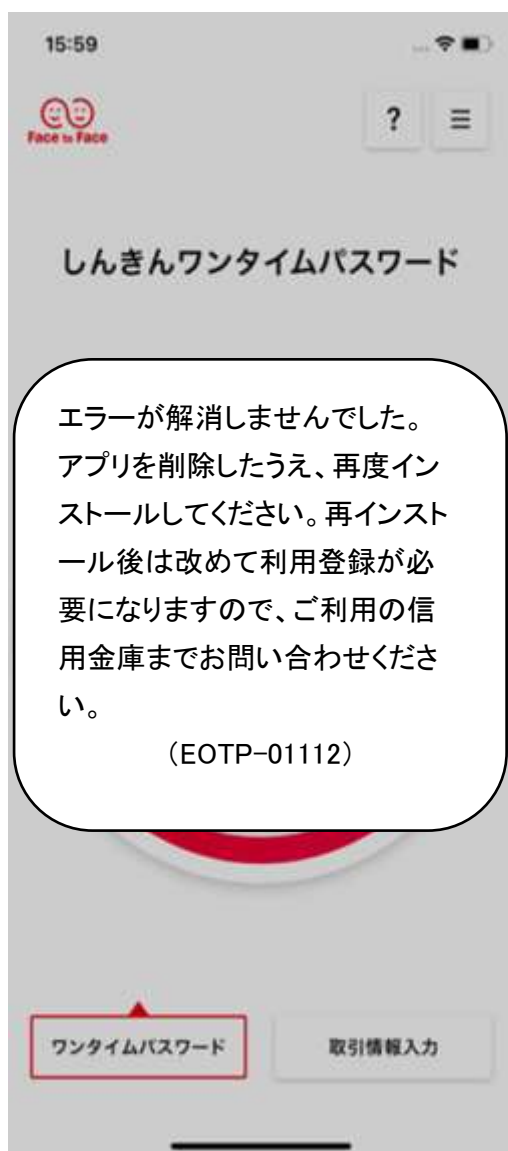 15:59
?
Face to Face
しんきんワンタイムパスワード
エラーが解消しませんでした。
アプリを削除したうえ、再度イン
ストールしてください。再インスト
ール後は改めて利用登録が必
要になりますので、ご利用の信
用金庫までお問い合わせくださ
い。
（EOTP-01112）
ワンタイムパスワード
取引情報入力